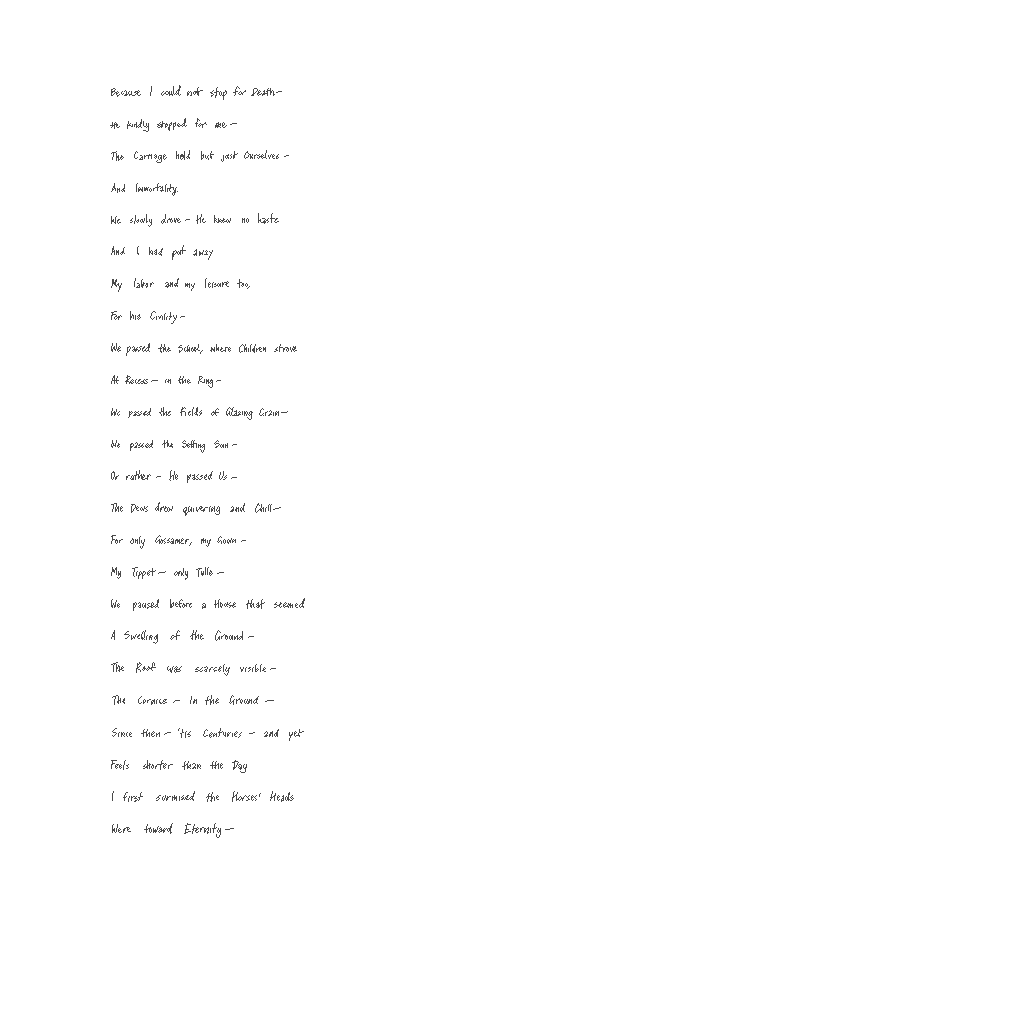 Because I could not stop for Death—
He kindly stopped for me—
The Carriage held but just Ourselves—
And Immortality.
We slowly drove— He knew no haste
And I had put away
My labor and my leisure too,
For his Civility—
We passed the School, where Children strove
At Recess— in the Ring—
We passed the Fields of Glazing Grain—
We passed the Setting Sun—
Or rather— He passed Us—
The Dews drew quivering and Chill—
For only Gossamer, my Gown—
My Tippet— only Tulle—
We paused before a House that seemed
A Swelling of the Ground—
The Roof was scarcely visible—
The Cornice— In the Ground—
Since then— 'tis Centuries— and yet
Feels shorter than the Day
I first surmised the Horses' Heads
Were toward Eternity—